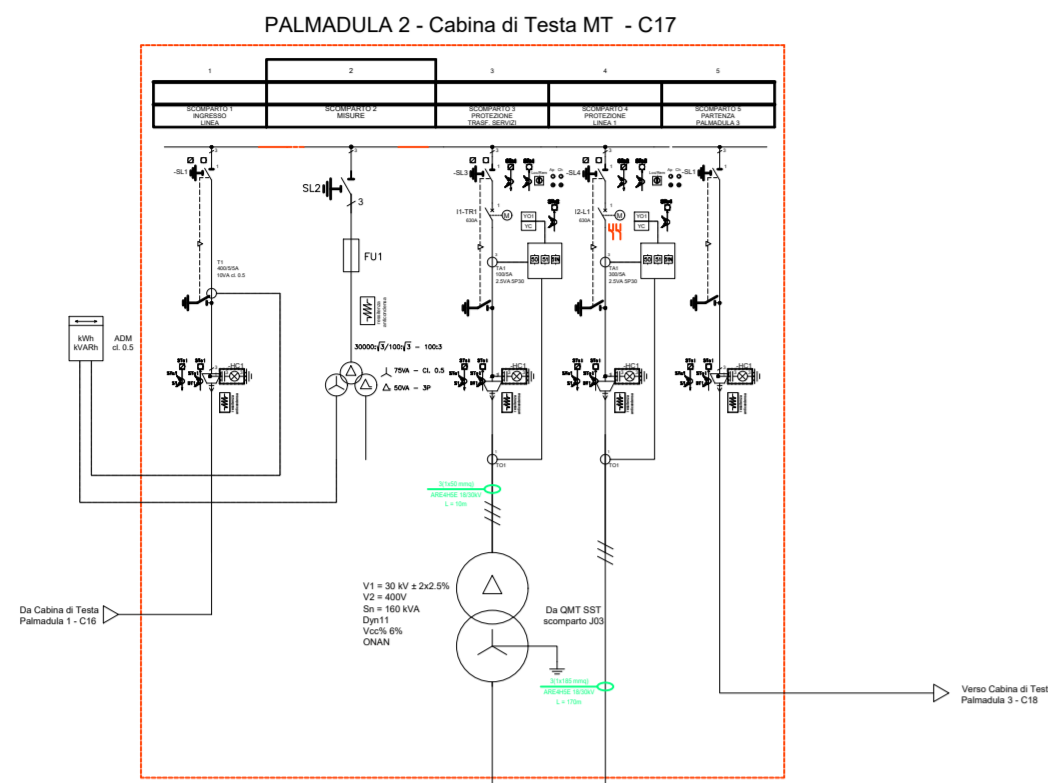 PALMADULA 2 - Cabina di Testa MT - C17
1
2
3
4
5
SCOMPARTO 1
INGRESSO
LINEA
SCOMPARTO 2
MISURE
SCOMPARTO 3
PROTEZIONE
TRASF. SERVIZI
SCOMPARTO 4
PROTEZIONE
LINEA 1
SCOMPARTO 5
PARTENZA
PALMADULA 3
-SL1
SL2
3
-SL3
-SL4
-SL1
I1-TR1
630A
M
YO1
YC
I2-L1
630A
44
M
YO1
YC
T1
400/5/5A
10VA cl. 0.5
FU1
TA1
100/5A
2.5VA 5P30
TA1
300/5A
2.5VA 5P30
resistenza
anticondensa
kWh
kVARh
ADM
cl. 0.5
30000:√3/100:√3 - 100:3
75VA - Cl. 0.5
50VA - 3P
-HC1
-HC1
-HC1
-HC1
TO1
TO1
3(1x50 mmq)
ARE4H5E 18/30kV
L = 10m
V1 = 30 kV ± 2x2.5%
V2 = 400V
Sn = 160 kVA
Dyn11
Vcc% 6%
ONAN
Da QMT SST
scomparto J03
Da Cabina di Testa
Palmadula 1 - C16
3(1x185 mmq)
ARE4H5E 18/30kV
L = 170m
Verso Cabina di Test
Palmadula 3 - C18